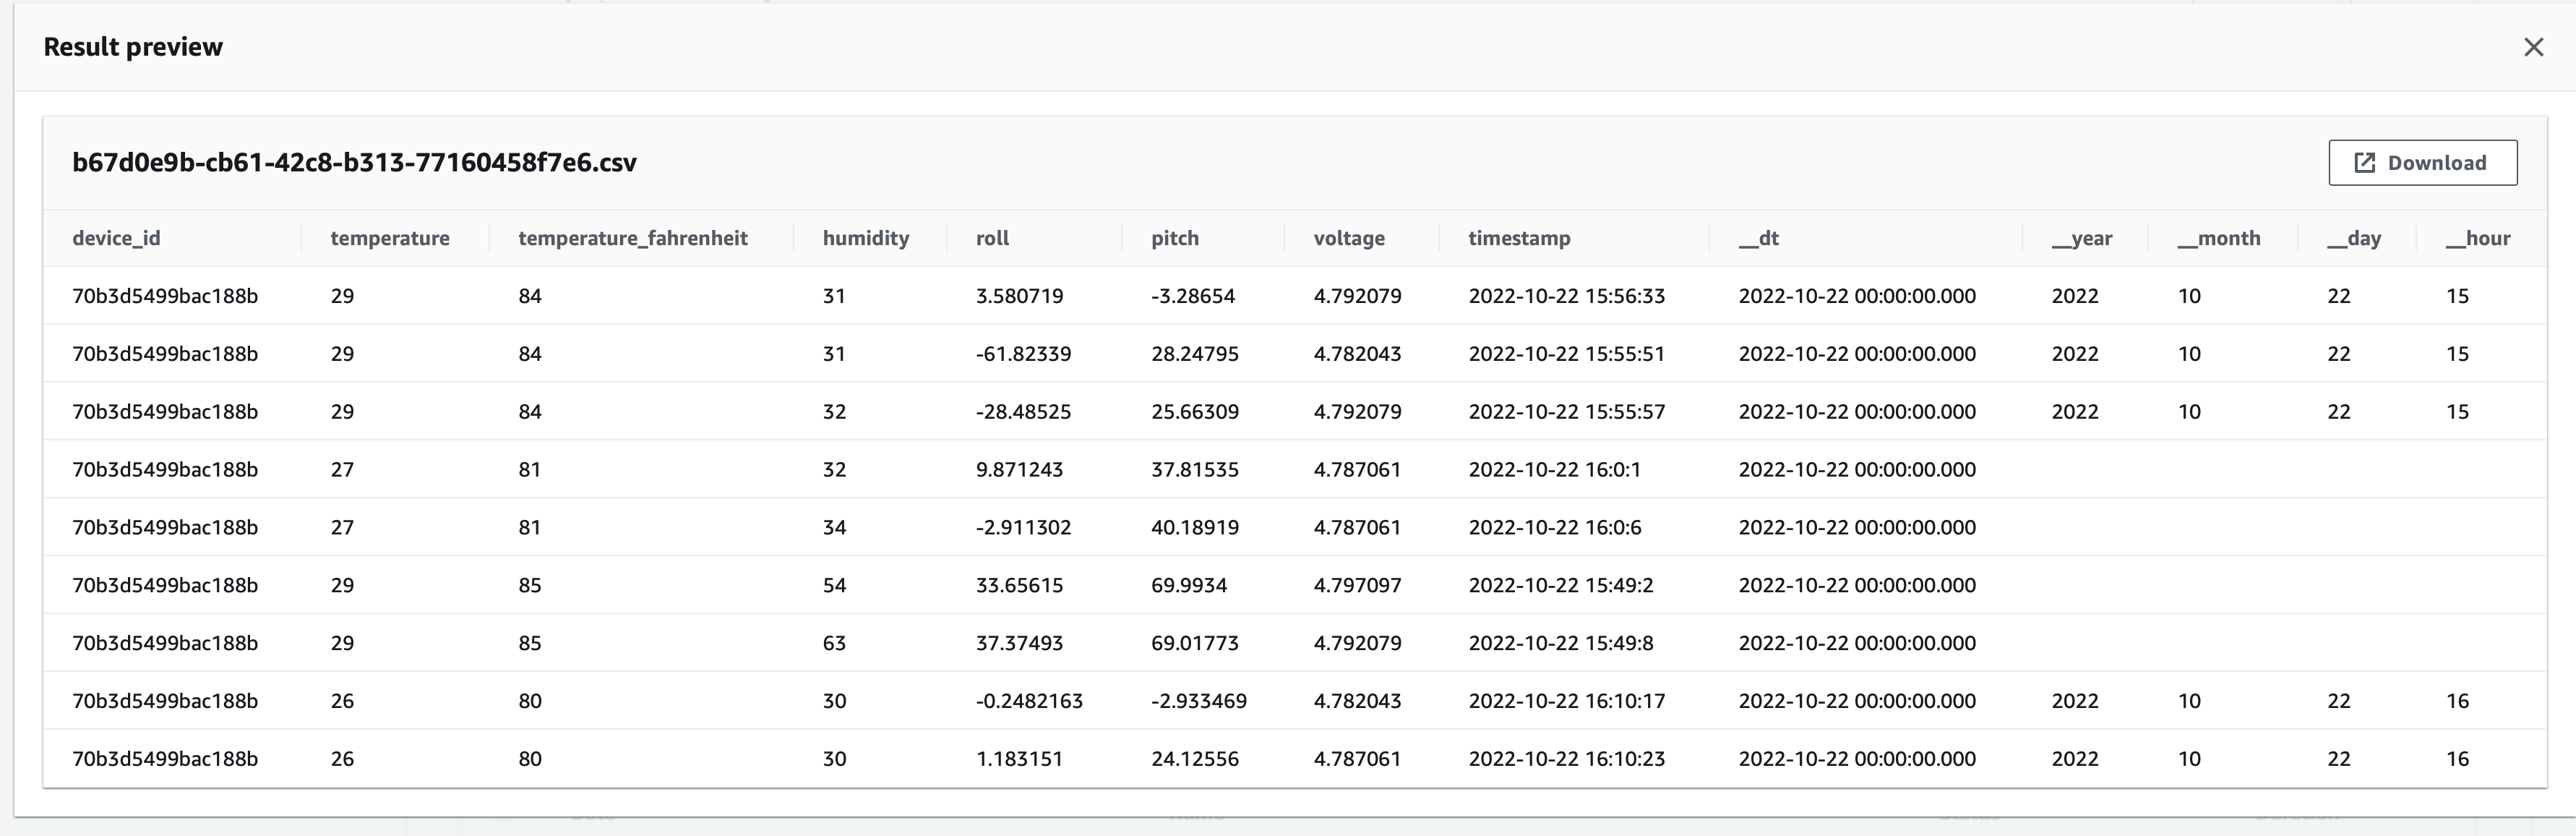 Result preview
b67d0e9b-cb61-42c8-b313-77160458f7e6.csv Download
device_id temperature temperature_fahrenheit humidity roll pitch voltage timestamp __dt __year __month __day __hour
70b3d5499bac188b 29 84 31 3.580719 -3.28654 4.792079 2022-10-22 15:56:33 2022-10-22 00:00:00.000 2022 10 22 15
70b3d5499bac188b 29 84 31 -61.82339 28.24795 4.782043 2022-10-22 15:55:51 2022-10-22 00:00:00.000 2022 10 22 15
70b3d5499bac188b 29 84 32 -28.48525 25.66309 4.792079 2022-10-22 15:55:57 2022-10-22 00:00:00.000 2022 10 22 15
70b3d5499bac188b 27 81 32 9.871243 37.81535 4.787061 2022-10-22 16:0:1 2022-10-22 00:00:00.000
70b3d5499bac188b 27 81 34 -2.911302 40.18919 4.787061 2022-10-22 16:0:6 2022-10-22 00:00:00.000
70b3d5499bac188b 29 85 54 33.65615 69.9934 4.797097 2022-10-22 15:49:2 2022-10-22 00:00:00.000
70b3d5499bac188b 29 85 63 37.37493 69.01773 4.792079 2022-10-22 15:49:8 2022-10-22 00:00:00.000
70b3d5499bac188b 26 80 30 -0.2482163 -2.933469 4.782043 2022-10-22 16:10:17 2022-10-22 00:00:00.000 2022 10 22 16
70b3d5499bac188b 26 80 30 1.183151 24.12556 4.787061 2022-10-22 16:10:23 2022-10-22 00:00:00.000 2022 10 22 16